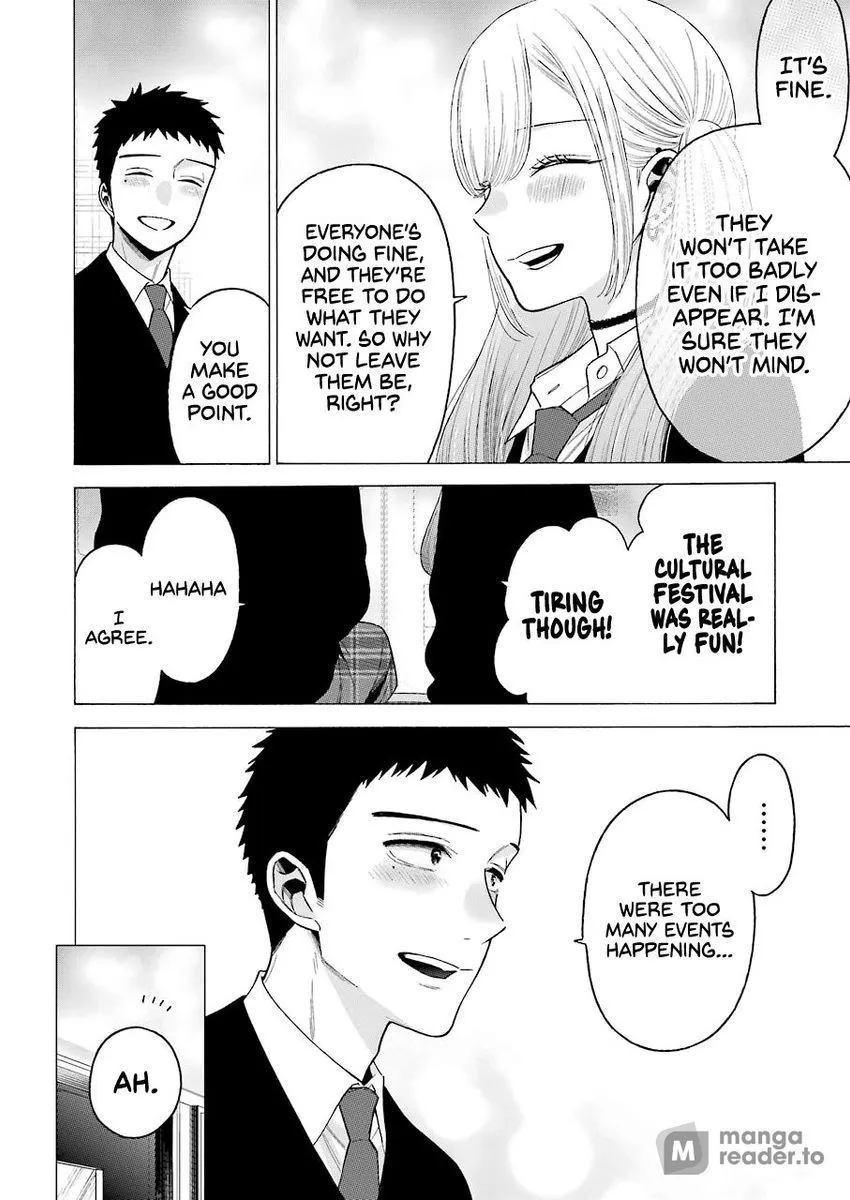 IT'S
FINE.
THEY
WON'T TAKE
IT TOO BADLY
EVEN IF I DIS-
APPEAR. I'M
SURE THEY
WON'T MIND.
EVERYONE'S
DOING FINE,
AND THEY'RE
FREE TO DO
WHAT THEY
WANT. SO WHY
NOT LEAVE
THEM BE,
RIGHT?
YOU
MAKE
A GOOD
POINT.
THE
CULTURAL
FESTIVAL
WAS REAL-
LY FUN!
TIRING
THOUGH!
HAHAHA
I
AGREE.
........
THERE
WERE TOO
MANY EVENTS
HAPPENING...
AH.
M manga
reader.to